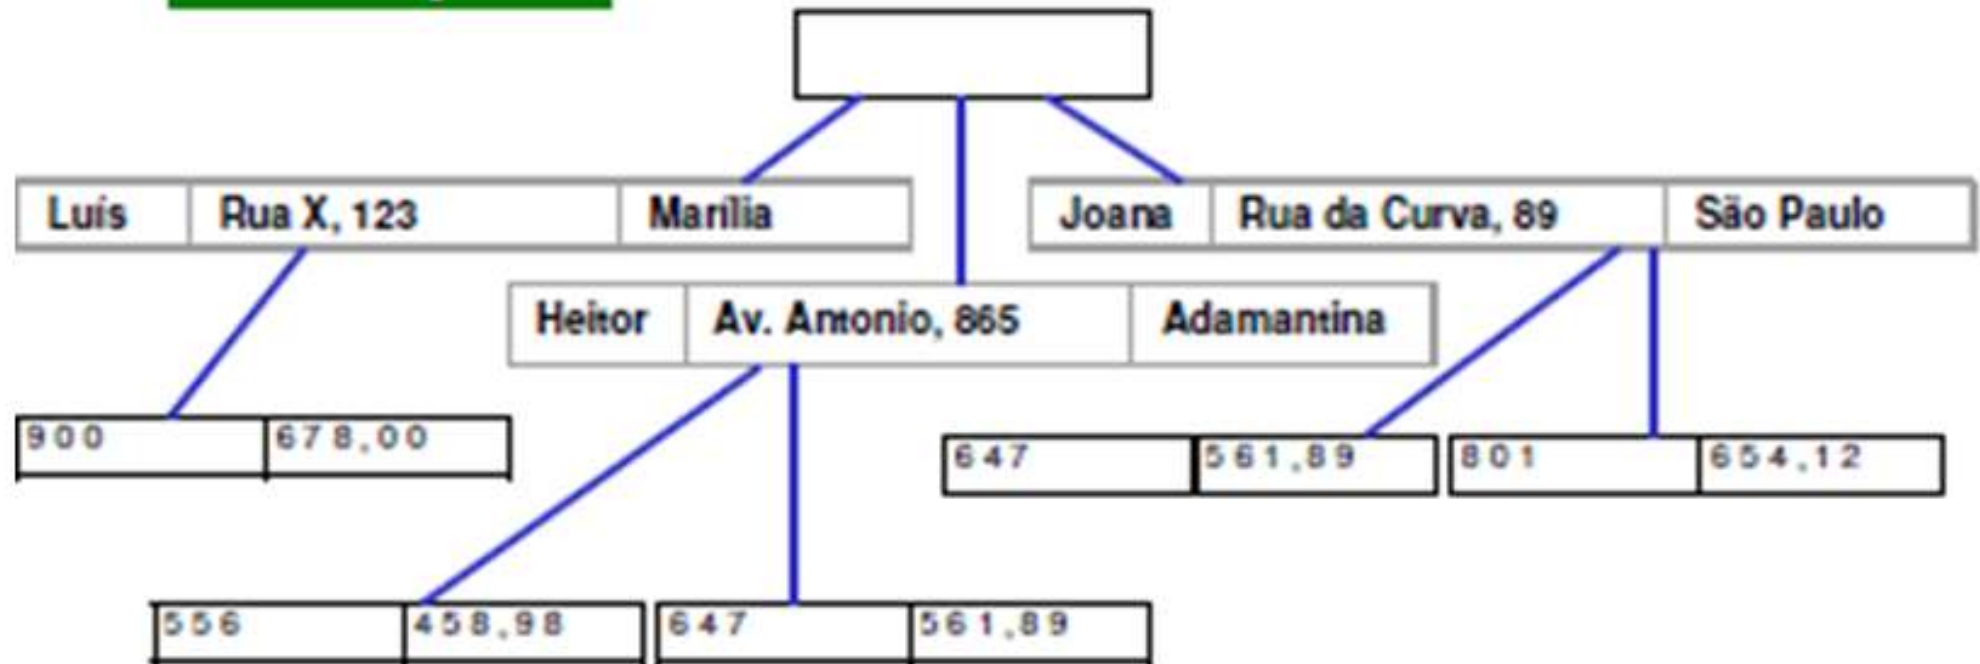 Luís Rua X, 123 Marília
Joana Rua da Curva, 89 São Paulo
Heitor Av. Antonio, 865 Adamantina
900 678,00
647 561,89 801 654,12
556 458,98 647 561,89